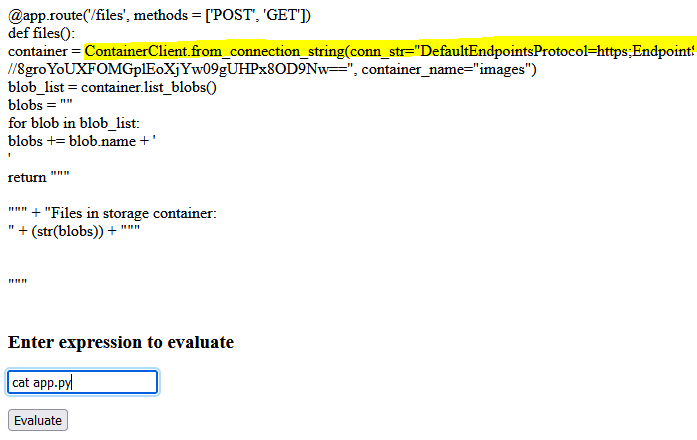 @app.route('/files', methods = ['POST', 'GET'])
def files():
container = ContainerClient.from_connection_string(conn_str="DefaultEndpointsProtocol=https;Endpoint
//8groYoUXFOMGplEoXjYw09gUHPx8OD9Nw==", container_name="images")
blob_list = container.list_blobs()
blobs = ""
for blob in blob_list:
blobs += blob.name + '
'
return """
""" + "Files in storage container:
" + (str(blobs)) + """
"""
Enter expression to evaluate
cat app.py
Evaluate